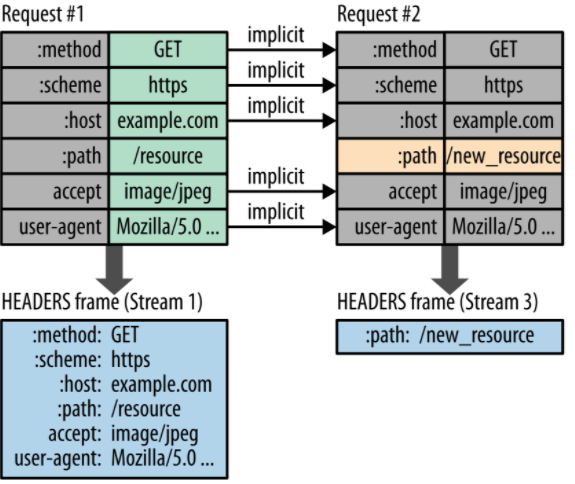 Request #1
:method GET
:scheme https
:host example.com
:path /resource
accept image/jpeg
user-agent Mozilla/5.0 ...
implicit
implicit
implicit
implicit
implicit
Request #2
:method GET
:scheme https
:host example.com
:path /new_resource
accept image/jpeg
user-agent Mozilla/5.0 ...
HEADERS frame (Stream 1)
:method: GET
:scheme: https
:host: example.com
:path: /resource
accept: image/jpeg
user-agent: Mozilla/5.0 ...
HEADERS frame (Stream 3)
:path: /new_resource